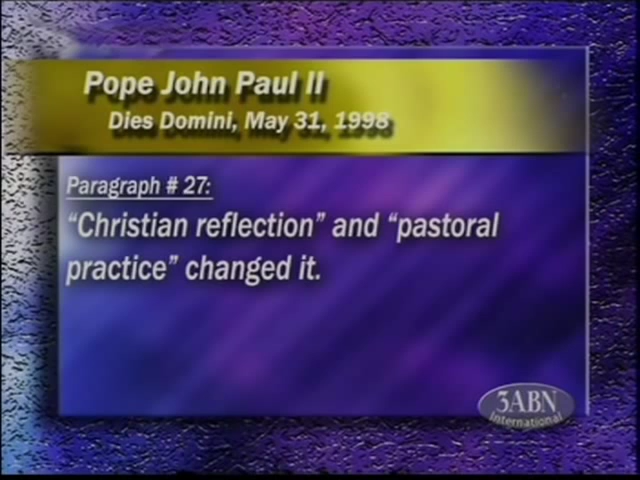 Pope John Paul II
Dies Domini, May 31, 1998
Paragraph # 27:
“Christian reflection” and “pastoral
practice” changed it.
3ABN
International